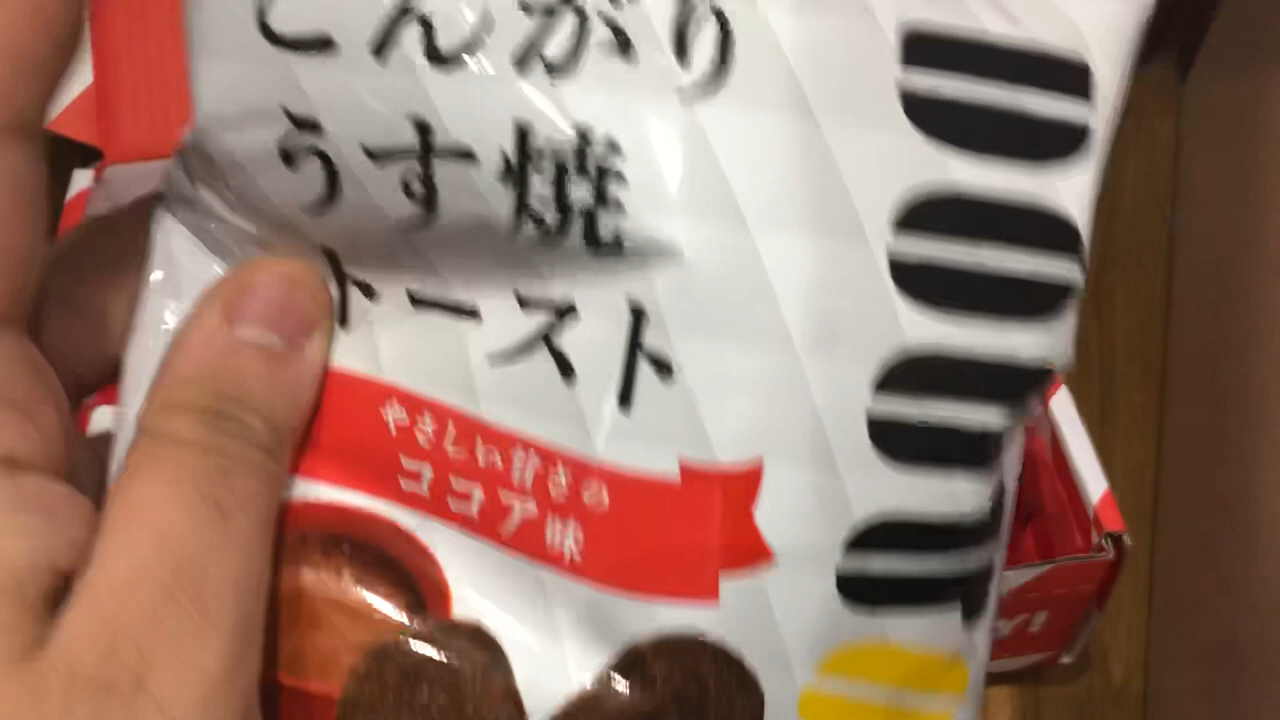 とんがり
うす焼
トースト
やさしい甘さの
ココア味